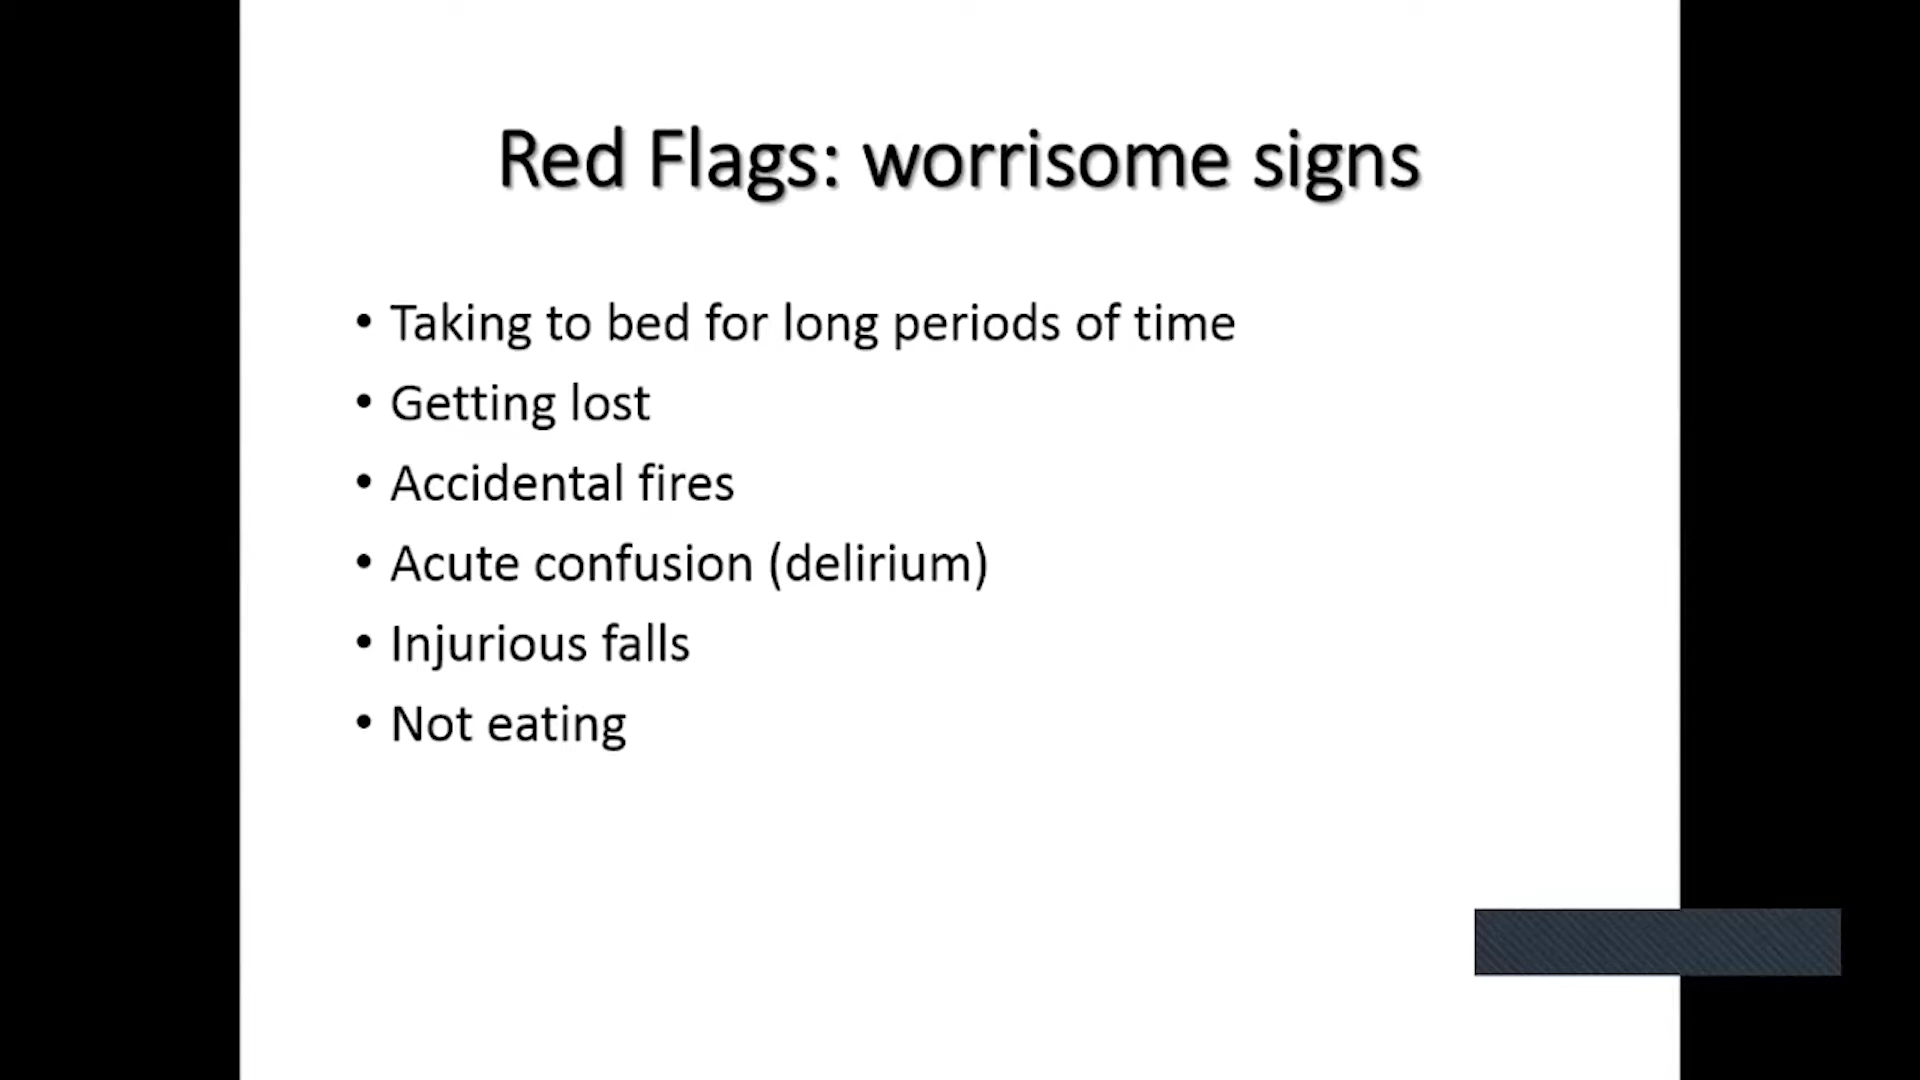 Red Flags: worrisome signs
• Taking to bed for long periods of time
• Getting lost
• Accidental fires
• Acute confusion (delirium)
• Injurious falls
• Not eating